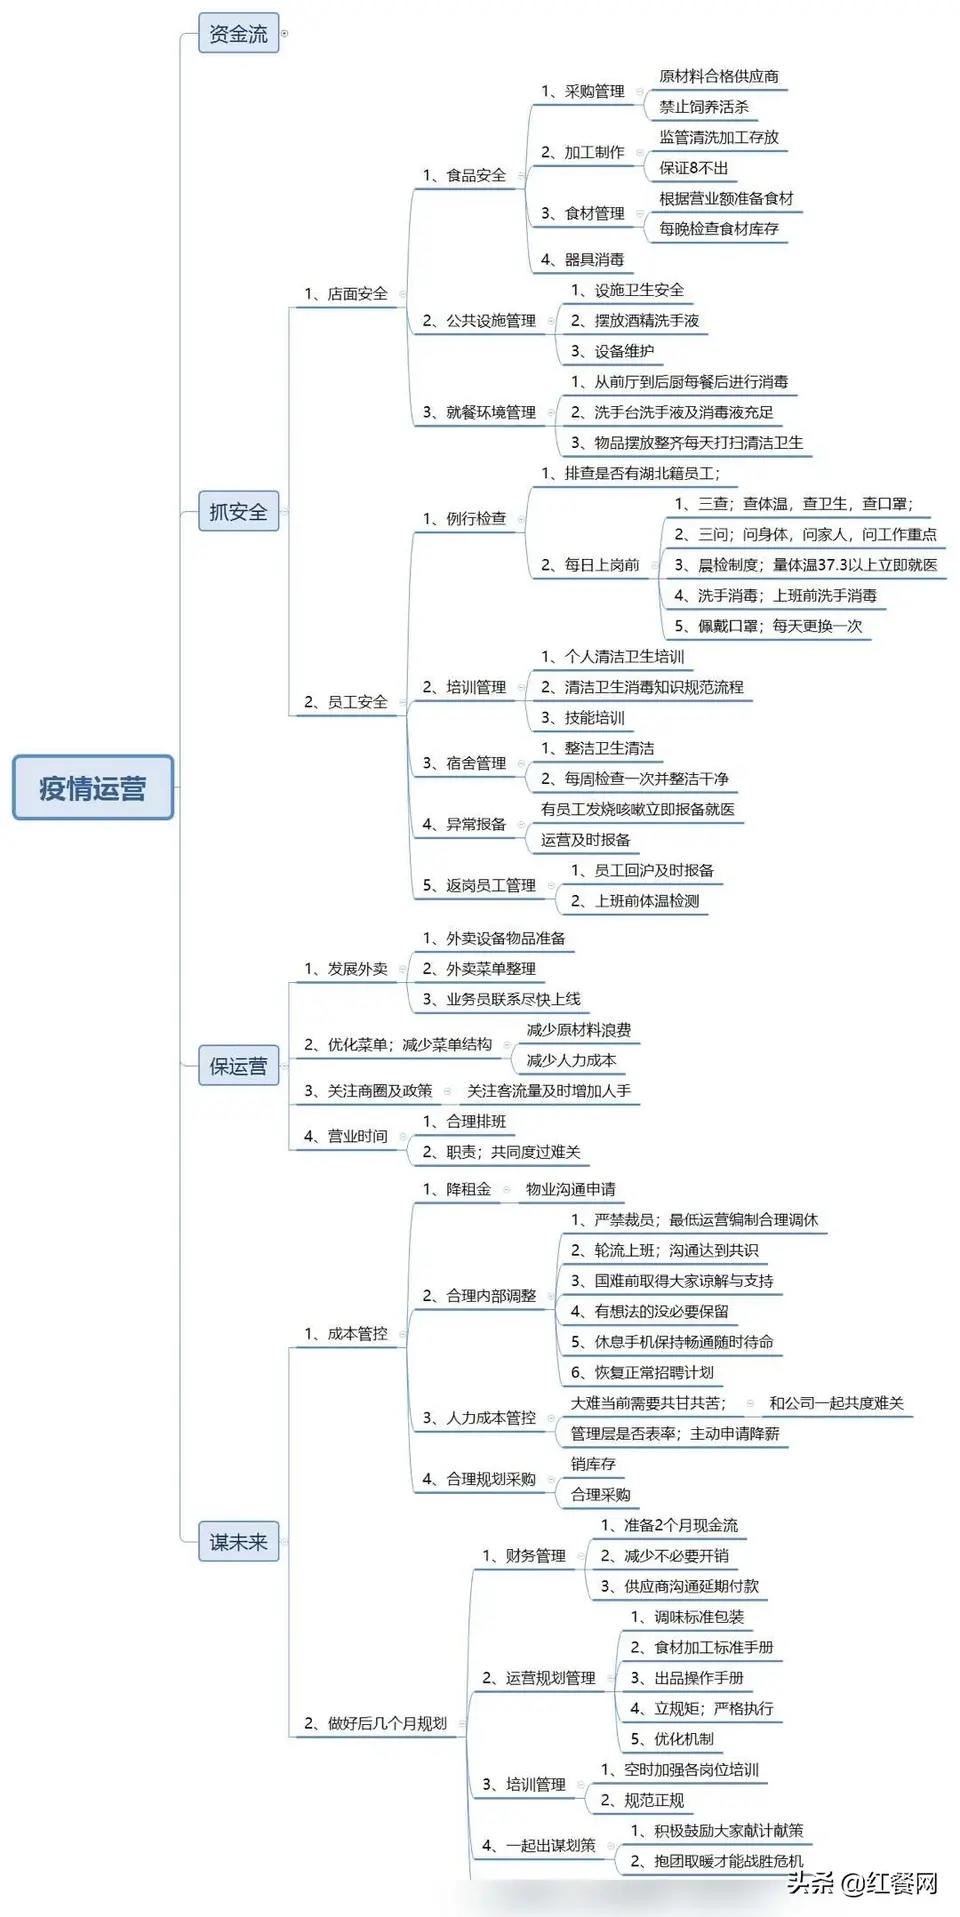 资金流
原材料合格供应商
1、采购管理
禁止饲养活杀
监管清洗加工存放
2、加工制作
保证8不出
1、食品安全
根据营业额准备食材
3、食材管理
每晚检查食材库存
4、器具消毒
1、店面安全
1、设施卫生安全
2、公共设施管理
2、摆放酒精洗手液
3、设备维护
1、从前厅到后厨每餐后进行消毒
3、就餐环境管理
2、洗手台洗手液及消毒液充足
3、物品摆放整齐每天打扫清洁卫生
抓安全
1、排查是否有湖北籍员工；
1、例行检查
1、三查；查体温，查卫生，查口罩；
2、三问；问身体，问家人，问工作重点
2、每日上岗前
3、晨检制度；量体温37.3以上立即就医
4、洗手消毒；上班前洗手消毒
5、佩戴口罩；每天更换一次
1、个人清洁卫生培训
2、培训管理
2、清洁卫生消毒知识规范流程
3、技能培训
2、员工安全
1、整洁卫生清洁
3、宿舍管理
2、每周检查一次并整洁干净
疫情运营
有员工发烧咳嗽立即报备就医
4、异常报备
运营及时报备
1、员工回沪及时报备
5、返岗员工管理
2、上班前体温检测
1、外卖设备物品准备
1、发展外卖
2、外卖菜单整理
3、业务员联系尽快上线
减少原材料浪费
2、优化菜单；减少菜单结构
减少人力成本
保运营
3、关注商圈及政策
关注客流量及时增加人手
1、合理排班
4、营业时间
2、职责；共同度过难关
1、降租金
物业沟通申请
1、严禁裁员；最低运营编制合理调休
2、轮流上班；沟通达到共识
3、国难前取得大家谅解与支持
2、合理内部调整
4、有想法的没必要保留
1、成本管控
5、休息手机保持畅通随时待命
6、恢复正常招聘计划
大难当前需要共甘共苦；
和公司一起共度难关
3、人力成本管控
管理层是否表率；主动申请降薪
销库存
4、合理规划采购
合理采购
谋未来
1、准备2个月现金流
1、财务管理
2、减少不必要开销
3、供应商沟通延期付款
1、调味标准包装
2、食材加工标准手册
2、运营规划管理
3、出品操作手册
4、立规矩；严格执行
2、做好后几个月规划
5、优化机制
1、空时加强各岗位培训
3、培训管理
2、规范正规
1、积极鼓励大家献计献策
4、一起出谋划策
2、抱团取暖才能战胜危机
头条 @红餐网